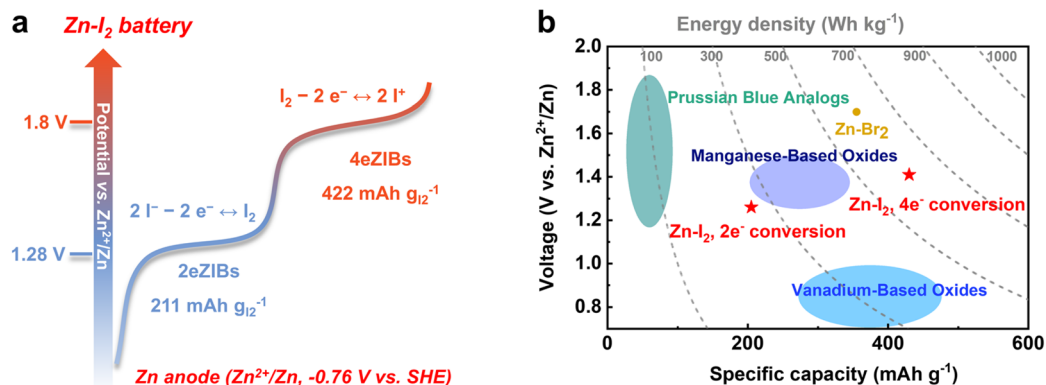 a
Zn-I₂ battery
Potential vs. Zn²⁺/Zn
1.8 V
1.28 V
I₂ − 2 e⁻ ↔ 2 I⁺
4eZIBs
422 mAh g_I2⁻¹
2 I⁻ − 2 e⁻ ↔ I₂
2eZIBs
211 mAh g_I2⁻¹
Zn anode (Zn²⁺/Zn, -0.76 V vs. SHE)
b
Energy density (Wh kg⁻¹)
100 300 500 700 900 1000
Voltage (V vs. Zn²⁺/Zn)
2.0
1.8
1.6
1.4
1.2
1.0
0.8
Prussian Blue Analogs
Zn-Br₂
Manganese-Based Oxides
Zn-I₂, 4e⁻ conversion
Zn-I₂, 2e⁻ conversion
Vanadium-Based Oxides
0 200 400 600
Specific capacity (mAh g⁻¹)